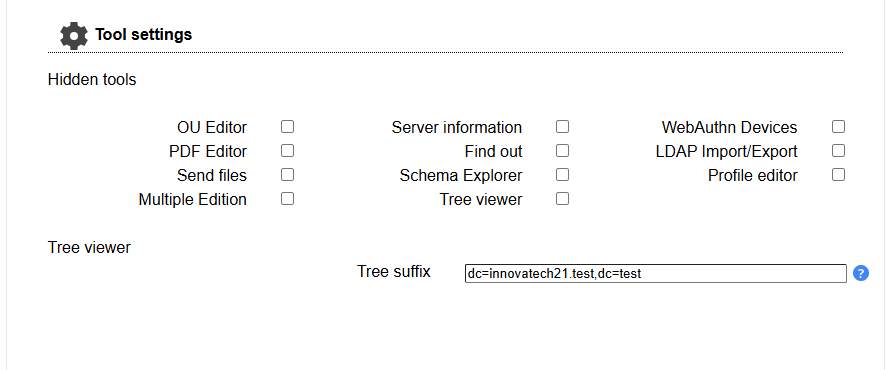 Tool settings
Hidden tools
OU Editor Server information WebAuthn Devices
PDF Editor Find out LDAP Import/Export
Send files Schema Explorer Profile editor
Multiple Edition Tree viewer
Tree viewer
Tree suffix dc=innovatech21.test,dc=test ?